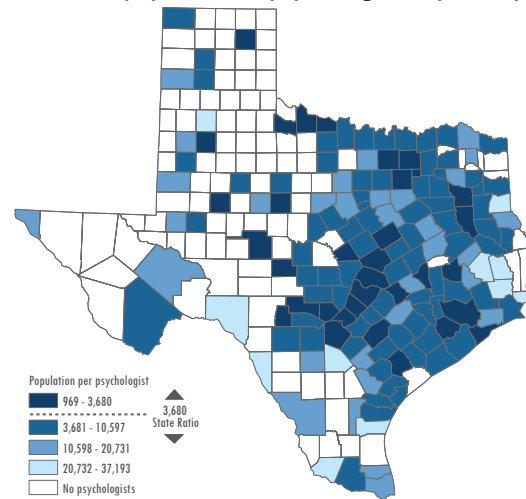 Population per psychologist
969 - 3,680
3,680
State Ratio
3,681 - 10,597
10,598 - 20,731
20,732 - 37,193
No psychologists